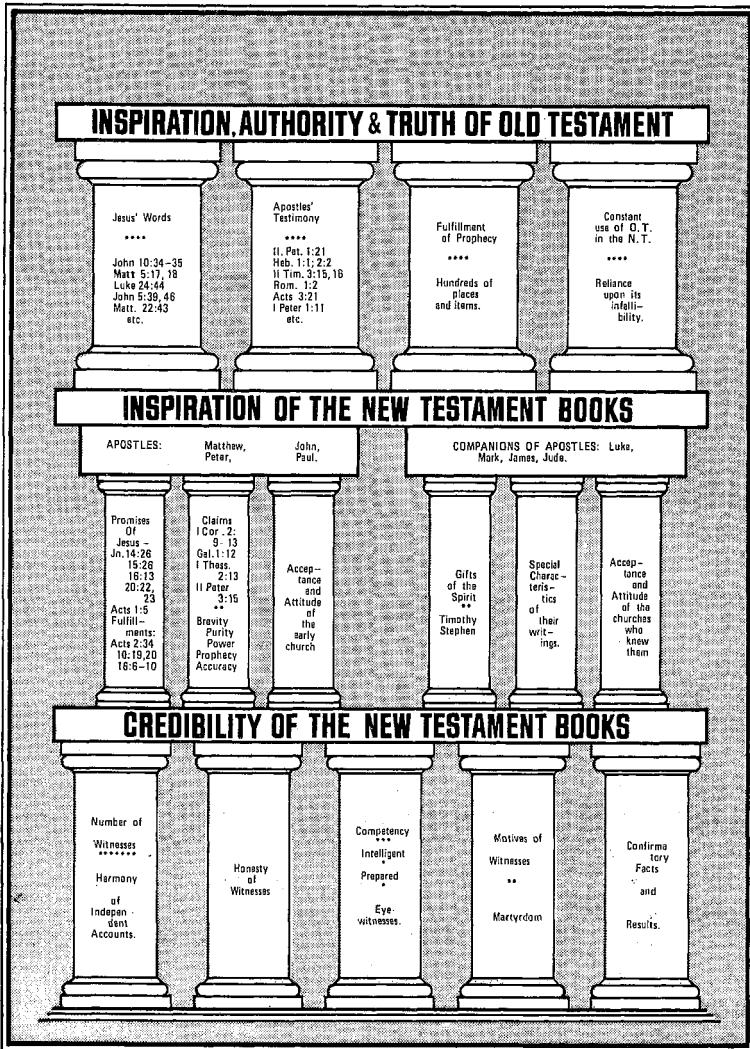 INSPIRATION, AUTHORITY & TRUTH OF OLD TESTAMENT
Jesus' Words
****
John 10:34-35
Matt 5:17, 18
Luke 24:44
John 5:39, 46
Matt. 22:43
etc.
Apostles'
Testimony
****
II. Pet. 1:21
Heb. 1:1; 2:2
II Tim. 3:15, 16
Rom. 1:2
Acts 3:21
I Peter 1:11
etc.
Fulfillment
of Prophecy
****
Hundreds of
places
and items.
Constant
use of O.T.
in the N.T.
****
Reliance
upon its
infalli-
bility.
INSPIRATION OF THE NEW TESTAMENT BOOKS
APOSTLES: Matthew, John,
Peter, Paul.
COMPANIONS OF APOSTLES: Luke,
Mark, James, Jude.
Promises
Of
Jesus -
Jn. 14:26
15:26
16:13
20:22,
23
Acts 1:5
Fulfill-
ments:
Acts 2:34
10:19,20
16:6-10
Claims
I Cor. 2:
9-13
Gal. 1:12
I Thess.
2:13
II Peter
3:15
**
Brevity
Purity
Power
Prophecy
Accuracy
Accep-
tance
and
Attitude
of
the
early
church
Gifts
of the
Spirit
**
Timothy
Stephen
Special
Charac-
teris-
tics
of
their
writ-
ings.
Accep-
tance
and
Attitude
of the
churches
who
knew
them
CREDIBILITY OF THE NEW TESTAMENT BOOKS
Number of
Witnesses
*******
Harmony
of
Indepen-
dent
Accounts.
Honesty
of
Witnesses
Competency
***
Intelligent
*
Prepared
*
Eye-
witnesses.
Motives of
Witnesses
**
Martyrdom
Confirma
tory
Facts
and
Results.